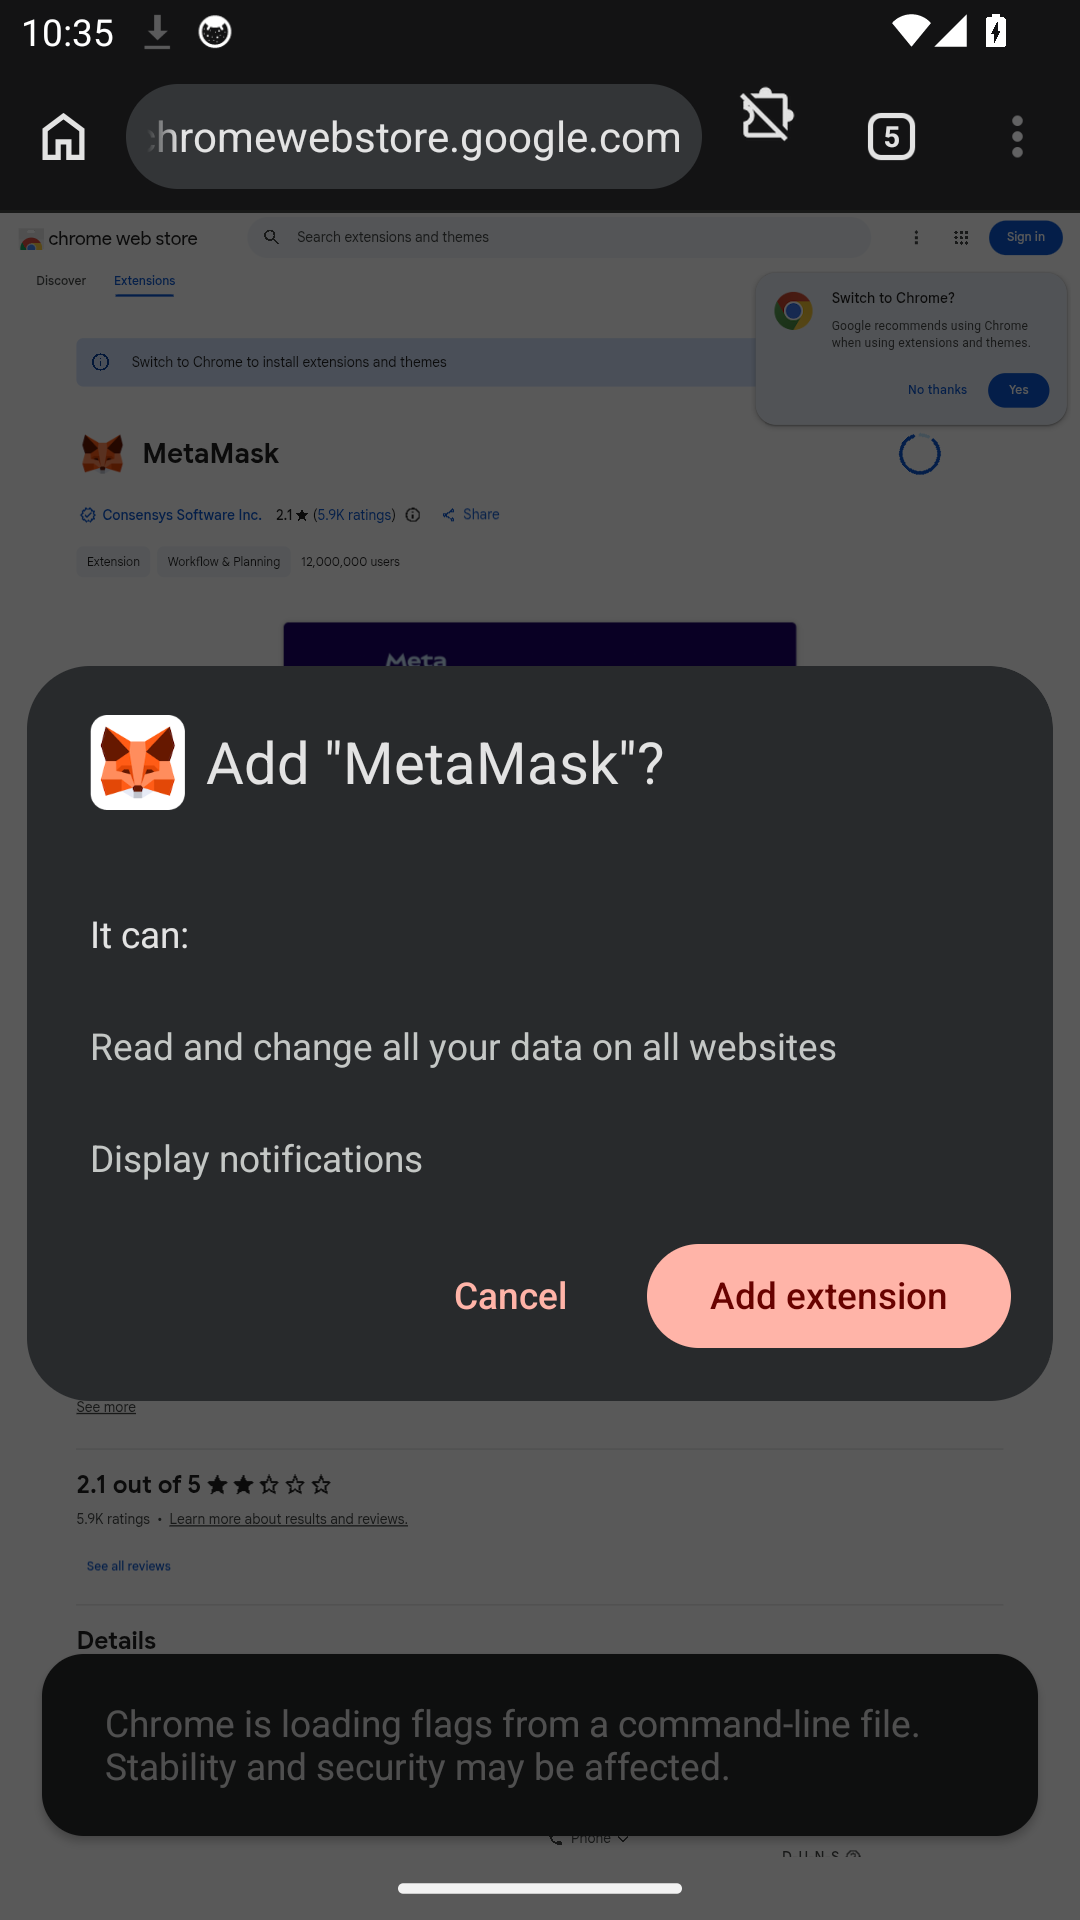 10:35
chromewebstore.google.com
5
chrome web store
Search extensions and themes
Sign in
Discover
Extensions
Switch to Chrome?
Google recommends using Chrome
when using extensions and themes.
No thanks
Yes
Switch to Chrome to install extensions and themes
MetaMask
Consensys Software Inc.
2.1★ (5.9K ratings)
Share
Extension
Workflow & Planning
12,000,000 users
Meta
Add "MetaMask"?
It can:
Read and change all your data on all websites
Display notifications
Cancel
Add extension
See more
2.1 out of 5
5.9K ratings • Learn more about results and reviews.
See all reviews
Details
Chrome is loading flags from a command-line file.
Stability and security may be affected.
Phone
D-U-N-S